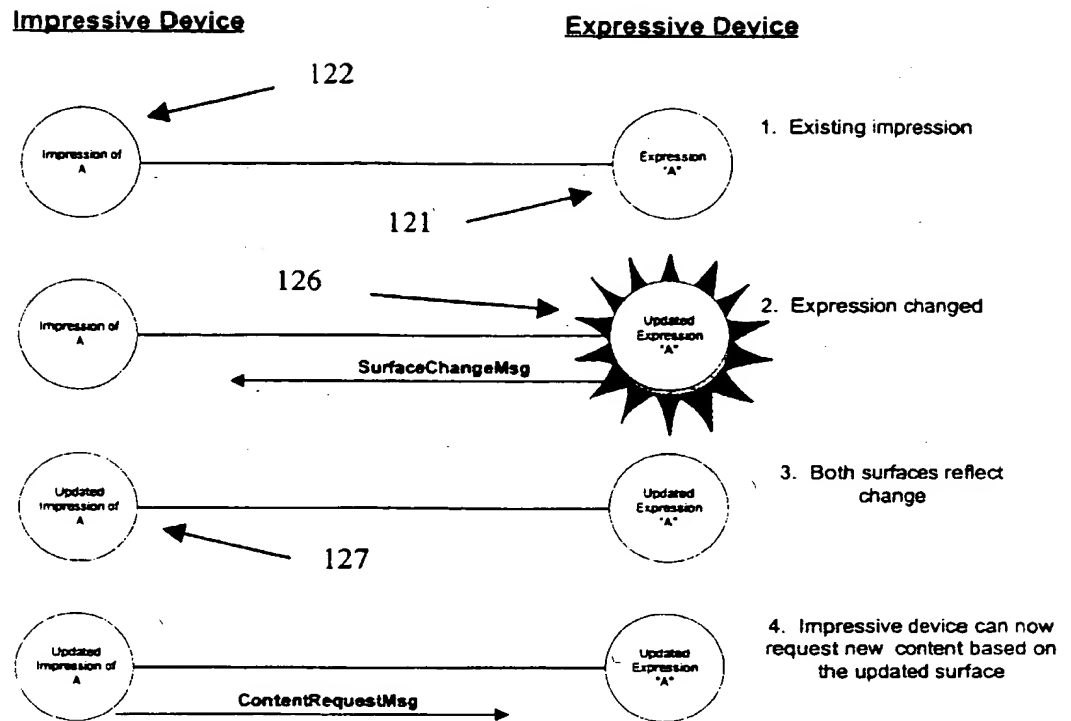 Impressive Device
Expressive Device
122
Impression of
A
Expression
"A"
1. Existing impression
121
126
Impression of
A
Updated
Expression
"A"
2. Expression changed
SurfaceChangeMsg
Updated
Impression of
A
Updated
Expression
"A"
3. Both surfaces reflect
change
127
Updated
Impression of
A
Updated
Expression
"A"
4. Impressive device can now
request new content based on
the updated surface
ContentRequestMsg